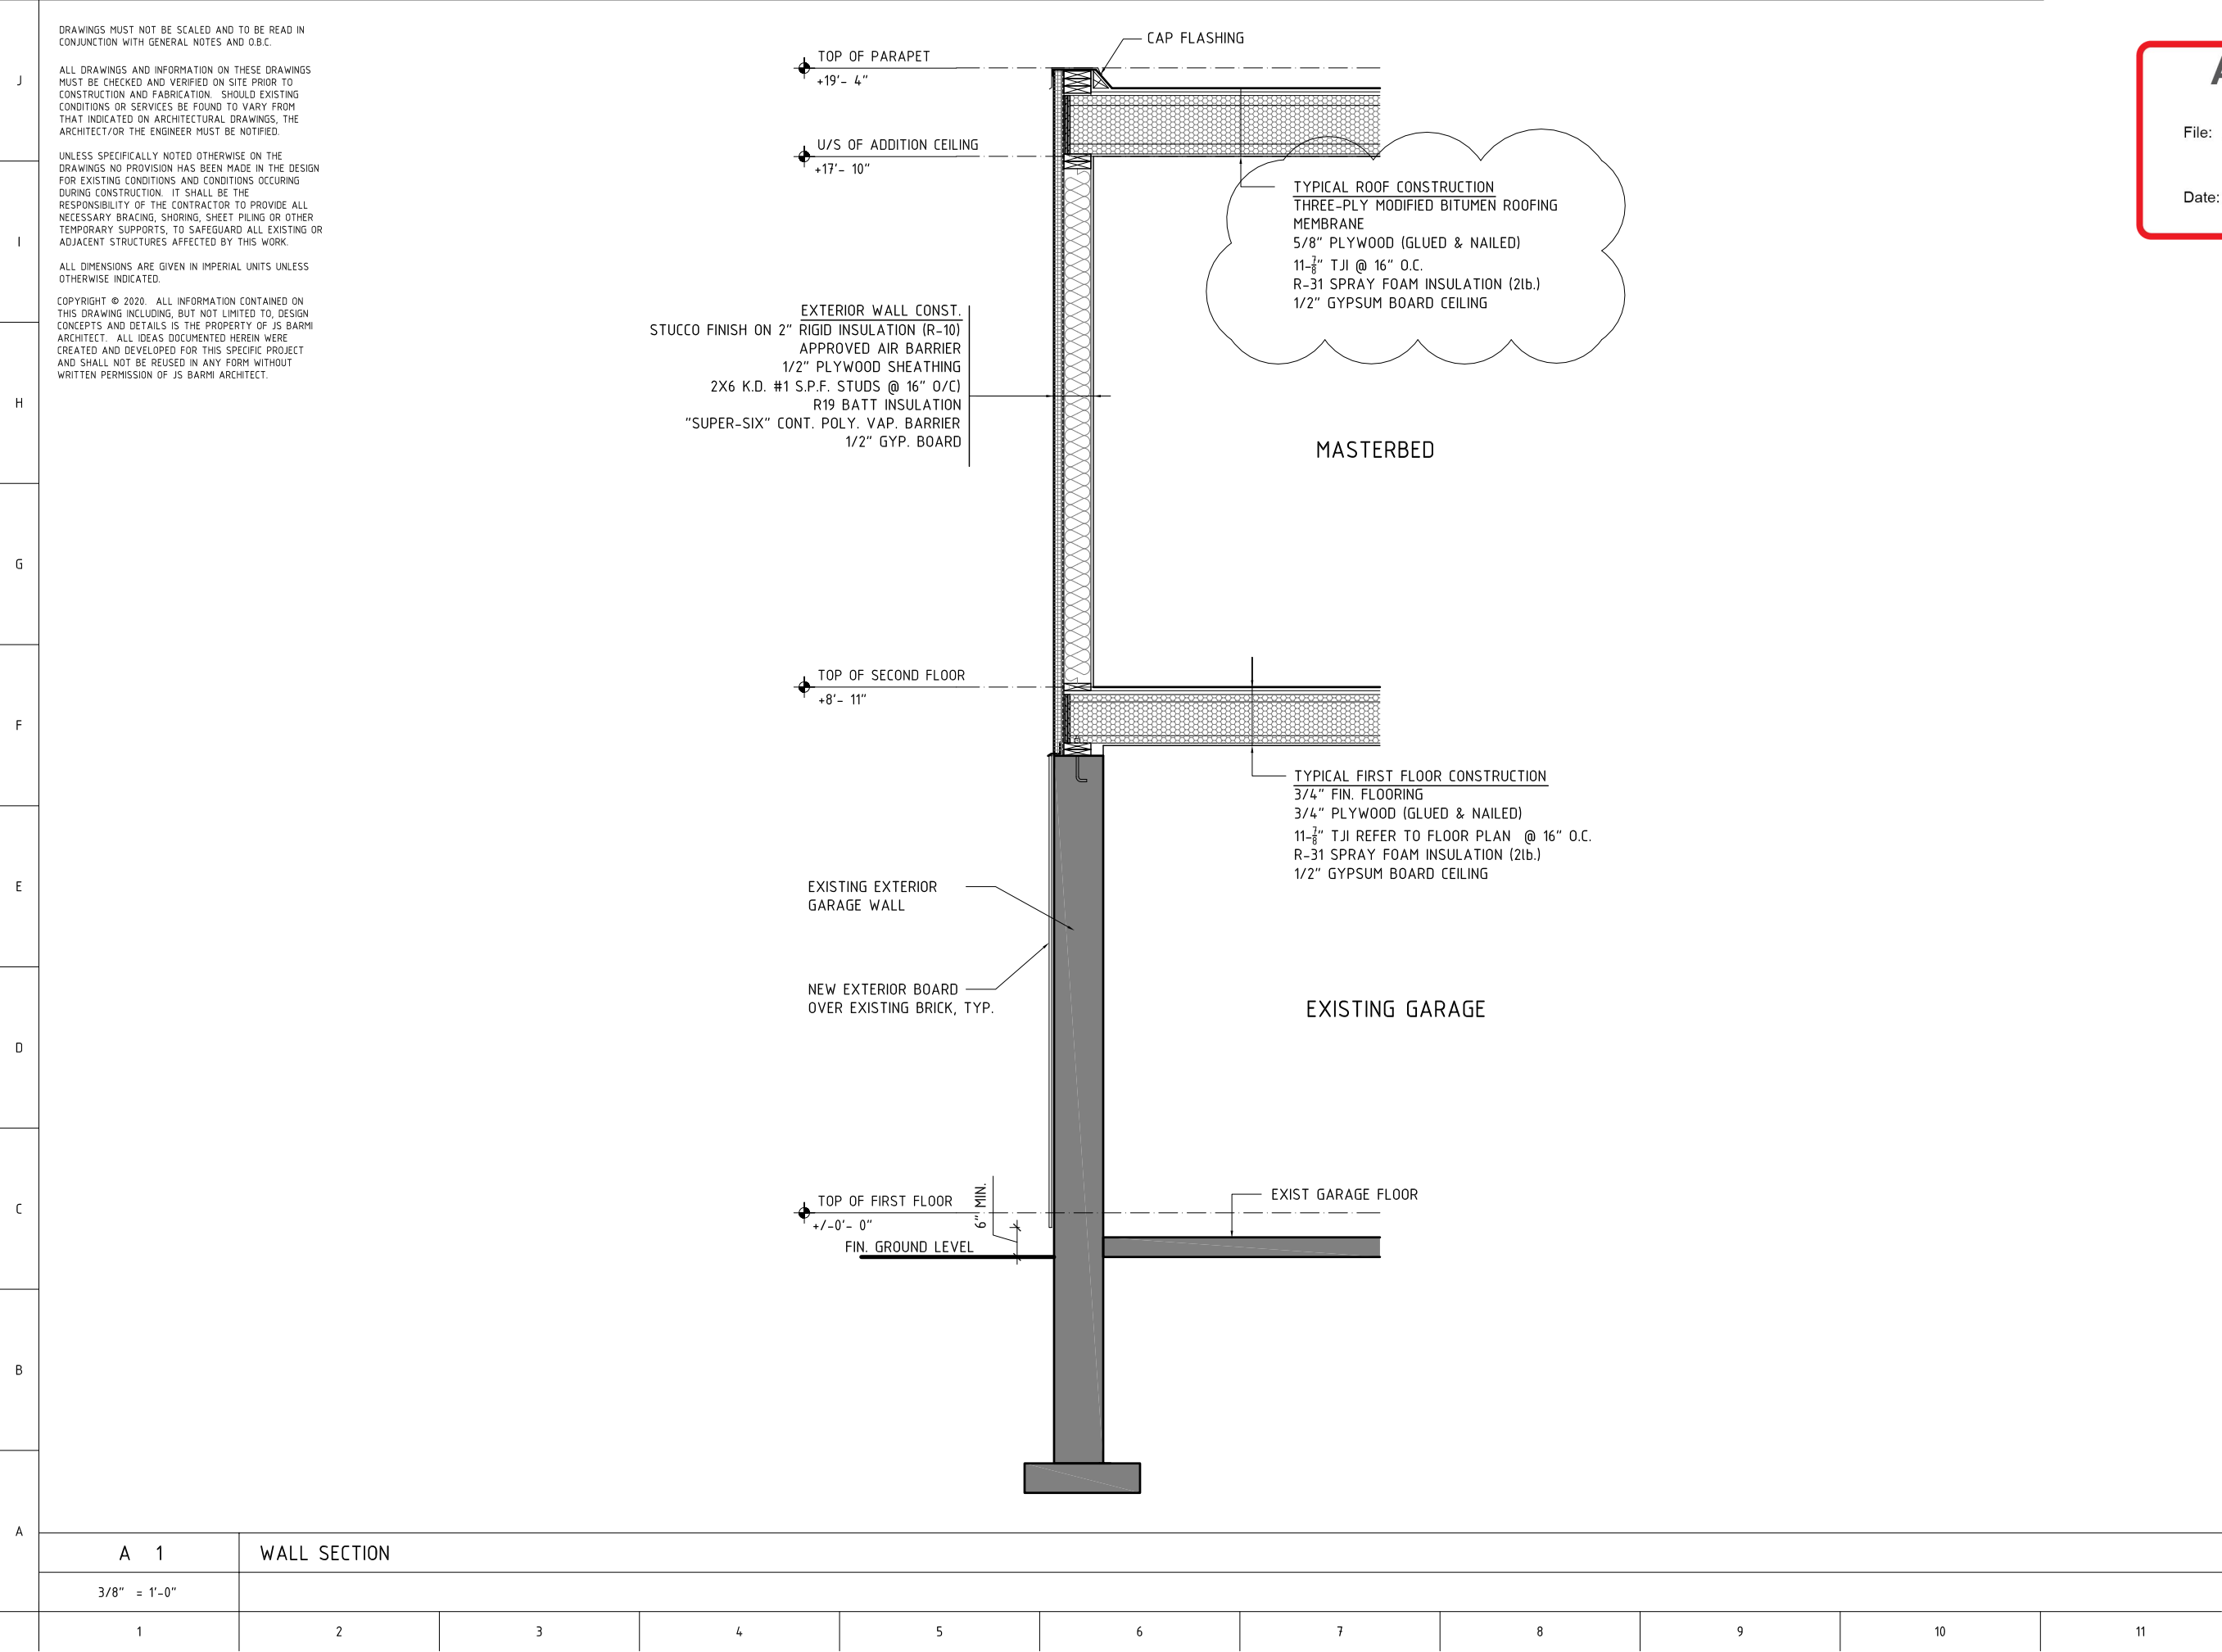 DRAWINGS MUST NOT BE SCALED AND TO BE READ IN
CONJUNCTION WITH GENERAL NOTES AND O.B.C.
ALL DRAWINGS AND INFORMATION ON THESE DRAWINGS
MUST BE CHECKED AND VERIFIED ON SITE PRIOR TO
CONSTRUCTION AND FABRICATION. SHOULD EXISTING
CONDITIONS OR SERVICES BE FOUND TO VARY FROM
THAT INDICATED ON ARCHITECTURAL DRAWINGS, THE
ARCHITECT/OR THE ENGINEER MUST BE NOTIFIED.
UNLESS SPECIFICALLY NOTED OTHERWISE ON THE
DRAWINGS NO PROVISION HAS BEEN MADE IN THE DESIGN
FOR EXISTING CONDITIONS AND CONDITIONS OCCURING
DURING CONSTRUCTION. IT SHALL BE THE
RESPONSIBILITY OF THE CONTRACTOR TO PROVIDE ALL
NECESSARY BRACING, SHORING, SHEET PILING OR OTHER
TEMPORARY SUPPORTS, TO SAFEGUARD ALL EXISTING OR
ADJACENT STRUCTURES AFFECTED BY THIS WORK.
ALL DIMENSIONS ARE GIVEN IN IMPERIAL UNITS UNLESS
OTHERWISE INDICATED.
COPYRIGHT © 2020. ALL INFORMATION CONTAINED ON
THIS DRAWING INCLUDING, BUT NOT LIMITED TO, DESIGN
CONCEPTS AND DETAILS IS THE PROPERTY OF JS BARMI
ARCHITECT. ALL IDEAS DOCUMENTED HEREIN WERE
CREATED AND DEVELOPED FOR THIS SPECIFIC PROJECT
AND SHALL NOT BE REUSED IN ANY FORM WITHOUT
WRITTEN PERMISSION OF JS BARMI ARCHITECT.
CAP FLASHING
TOP OF PARAPET
+19'- 4"
U/S OF ADDITION CEILING
+17'- 10"
TYPICAL ROOF CONSTRUCTION
THREE-PLY MODIFIED BITUMEN ROOFING
MEMBRANE
5/8" PLYWOOD (GLUED & NAILED)
11-7/8" TJI @ 16" O.C.
R-31 SPRAY FOAM INSULATION (2lb.)
1/2" GYPSUM BOARD CEILING
EXTERIOR WALL CONST.
STUCCO FINISH ON 2" RIGID INSULATION (R-10)
APPROVED AIR BARRIER
1/2" PLYWOOD SHEATHING
2X6 K.D. #1 S.P.F. STUDS @ 16" O/C)
R19 BATT INSULATION
"SUPER-SIX" CONT. POLY. VAP. BARRIER
1/2" GYP. BOARD
MASTERBED
TOP OF SECOND FLOOR
+8'- 11"
TYPICAL FIRST FLOOR CONSTRUCTION
3/4" FIN. FLOORING
3/4" PLYWOOD (GLUED & NAILED)
11-7/8" TJI REFER TO FLOOR PLAN @ 16" O.C.
R-31 SPRAY FOAM INSULATION (2lb.)
1/2" GYPSUM BOARD CEILING
EXISTING EXTERIOR
GARAGE WALL
NEW EXTERIOR BOARD
OVER EXISTING BRICK, TYP.
EXISTING GARAGE
TOP OF FIRST FLOOR
+/-0'- 0"
6" MIN.
FIN. GROUND LEVEL
EXIST GARAGE FLOOR
A
File:
Date:
J
I
H
G
F
E
D
C
B
A
A 1
WALL SECTION
3/8" = 1'-0"
1 2 3 4 5 6 7 8 9 10 11